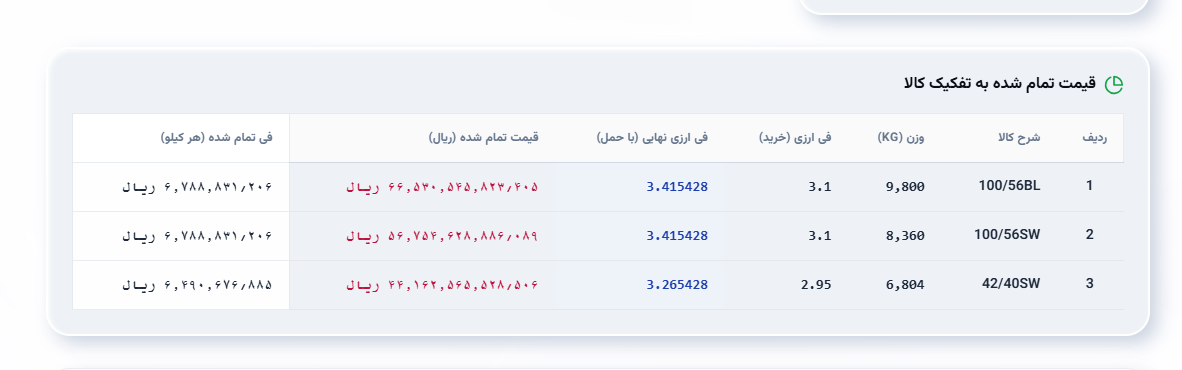 قیمت تمام شده به تفکیک کالا
ردیف شرح کالا وزن (KG) فی ارزی (خرید) فی ارزی نهایی (با حمل) قیمت تمام شده (ریال) فی تمام شده (هر کیلو)
1 100/56BL 9,800 3.1 3.415428 ۶۶,۵۳۰,۵۴۵,۸۲۳٫۴۰۵ ریال ۶,۷۸۸,۸۳۱٫۲۰۶ ریال
2 100/56SW 8,360 3.1 3.415428 ۵۶,۷۵۴,۶۲۸,۸۸۶٫۰۸۹ ریال ۶,۷۸۸,۸۳۱٫۲۰۶ ریال
3 42/40SW 6,804 2.95 3.265428 ۴۴,۱۶۲,۵۶۵,۵۲۸٫۵۰۶ ریال ۶,۴۹۰,۶۷۶٫۸۸۵ ریال